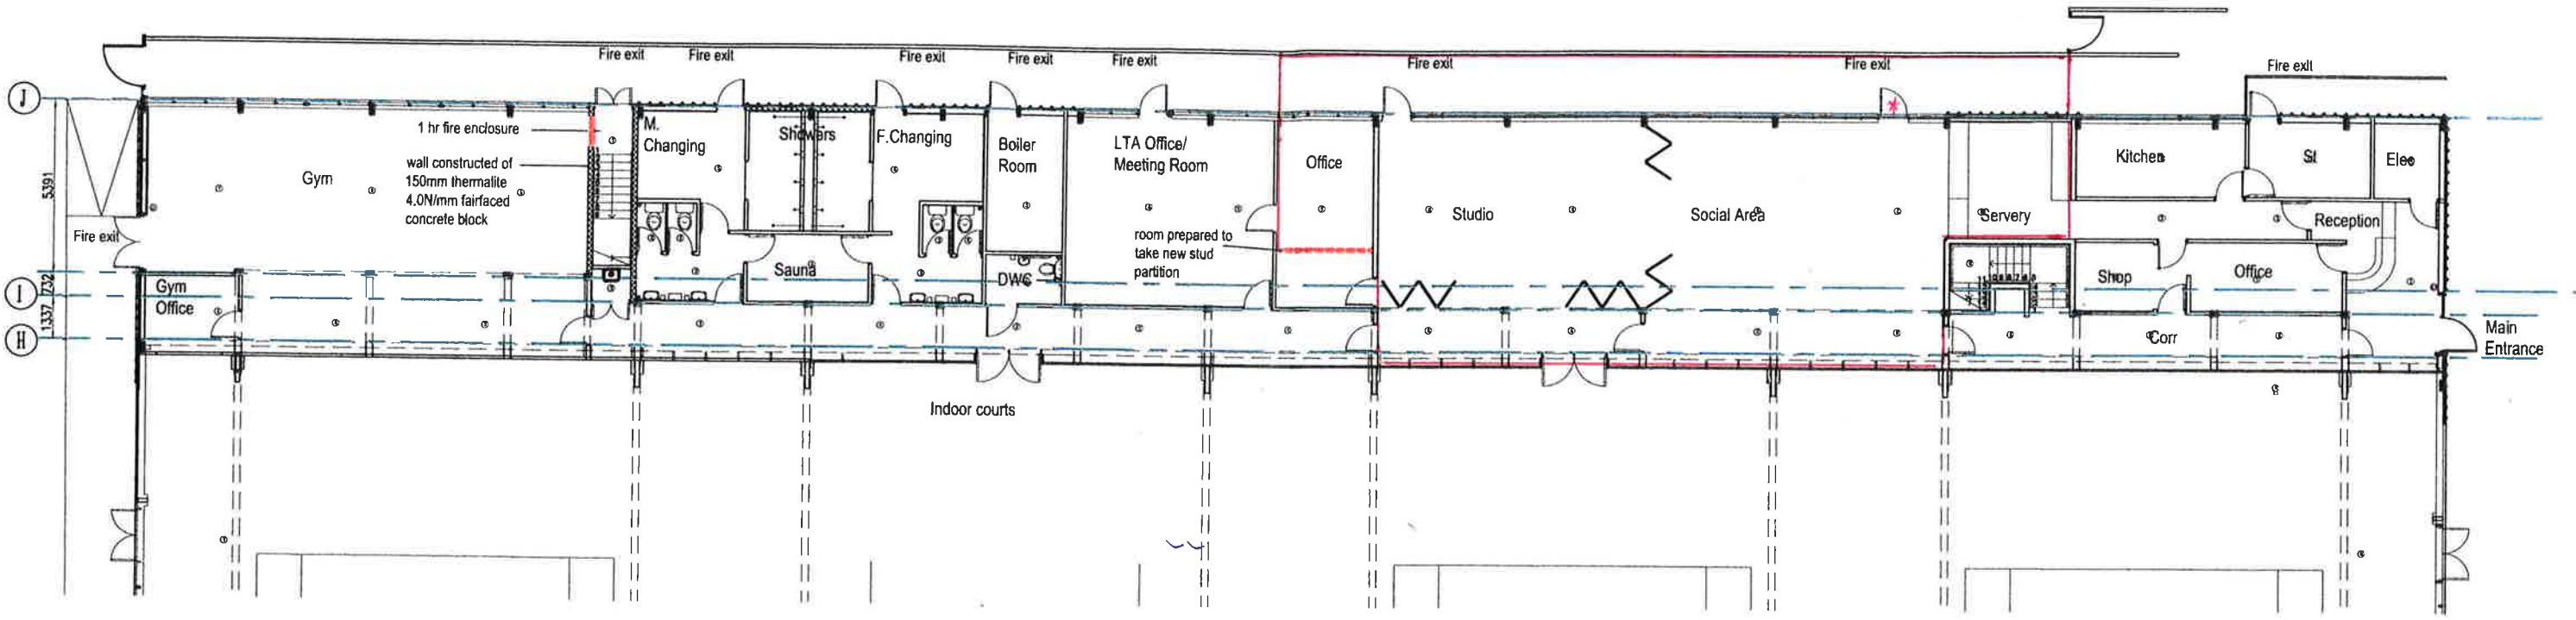 Fire exit
Fire exit
Fire exit
Fire exit
Fire exit
Fire exit
Fire exit
Fire exit
J
1 hr fire enclosure
wall constructed of
150mm thermalite
4.0N/mm fairfaced
concrete block
Gym
M.
Changing
Showers
F.Changing
Boiler
Room
LTA Office/
Meeting Room
Office
Studio
Social Area
Servery
Kitchen
St
Elec
Reception
5391
Fire exit
room prepared to
take new stud
partition
Sauna
DWC
Shop
Office
Gym
Office
732
I
1337
H
Corr
Main
Entrance
Indoor courts